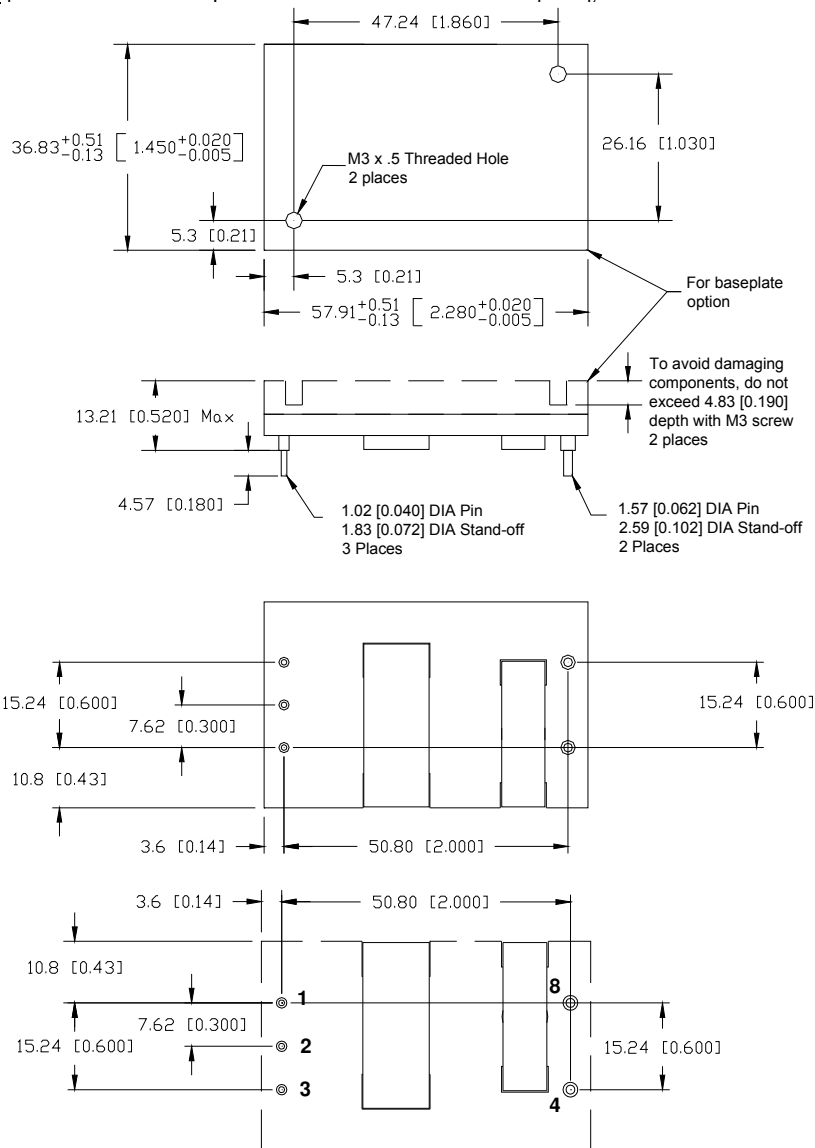 47.24 [1.860]
36.83 +0.51 -0.13 [ 1.450 +0.020 -0.005 ]
26.16 [1.030]
M3 x .5 Threaded Hole
2 places
5.3 [0.21]
5.3 [0.21]
57.91 +0.51 -0.13 [ 2.280 +0.020 -0.005 ]
For baseplate
option
To avoid damaging
components, do not
exceed 4.83 [0.190]
depth with M3 screw
2 places
13.21 [0.520] Max
4.57 [0.180]
1.02 [0.040] DIA Pin
1.83 [0.072] DIA Stand-off
3 Places
1.57 [0.062] DIA Pin
2.59 [0.102] DIA Stand-off
2 Places
15.24 [0.600]
7.62 [0.300]
15.24 [0.600]
10.8 [0.43]
3.6 [0.14]
50.80 [2.000]
3.6 [0.14]
50.80 [2.000]
10.8 [0.43]
1
8
7.62 [0.300]
15.24 [0.600]
2
15.24 [0.600]
3
4